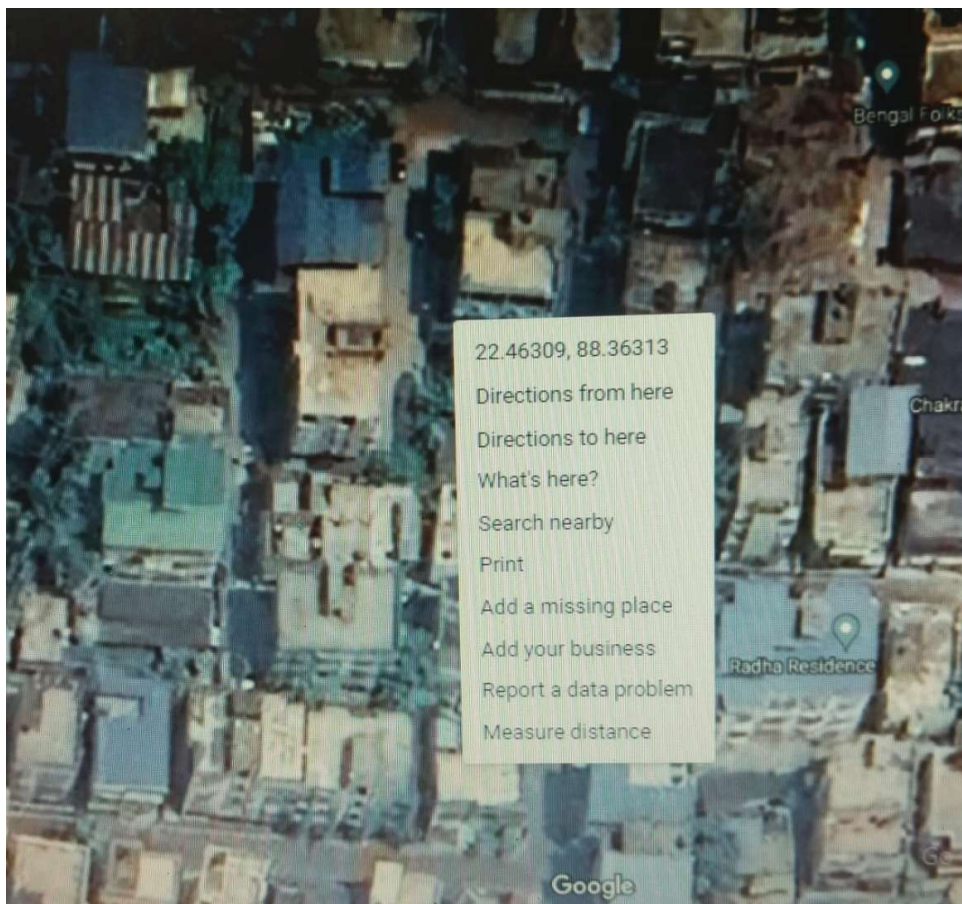 Bengal Folks
22.46309, 88.36313
Directions from here
Chakra
Directions to here
What's here?
Search nearby
Print
Add a missing place
Add your business
Radha Residence
Report a data problem
Measure distance
Google